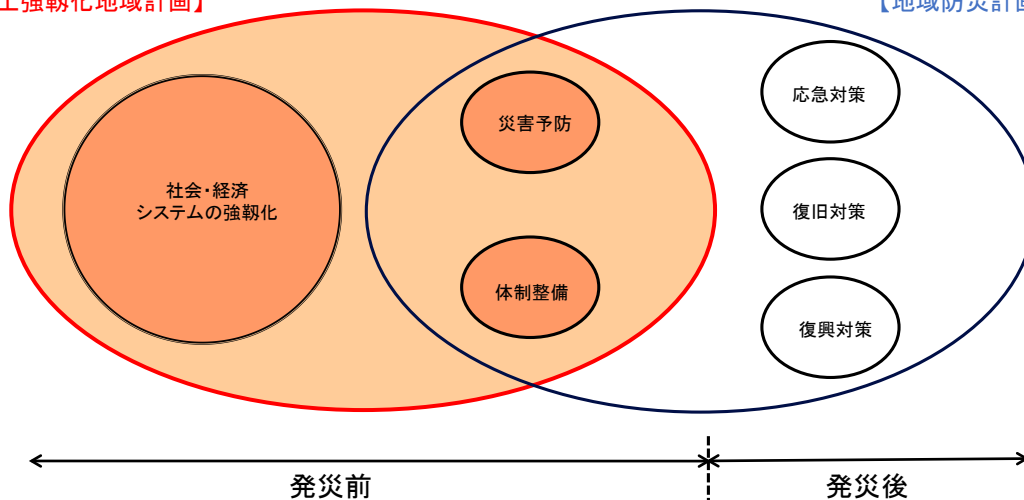 土強靱化地域計画】
【地域防災計画
災害予防
応急対策
社会・経済
システムの強靱化
復旧対策
体制整備
復興対策
発災前
発災後